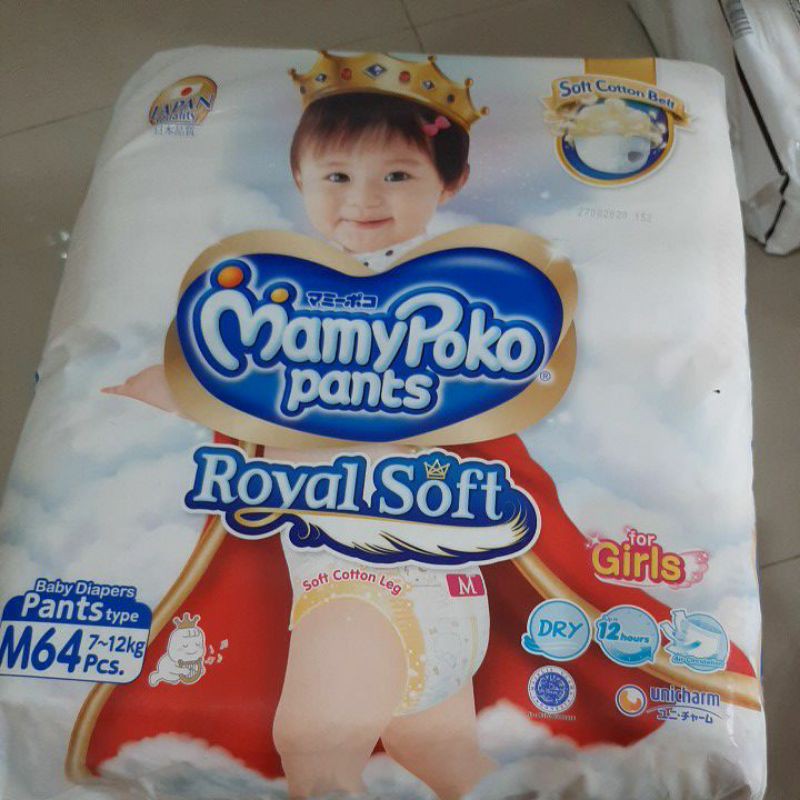 JAPAN
Quality
日本品質
Soft Cotton Belt
27082020 152
マミーポコ
MamyPoko
pants
®
Royal Soft
for
Girls
Soft Cotton Leg
M
Baby Diapers
Pants type
M64 7~12kg
Pcs.
DRY
12 hours
unicharm
ユニ・チャーム